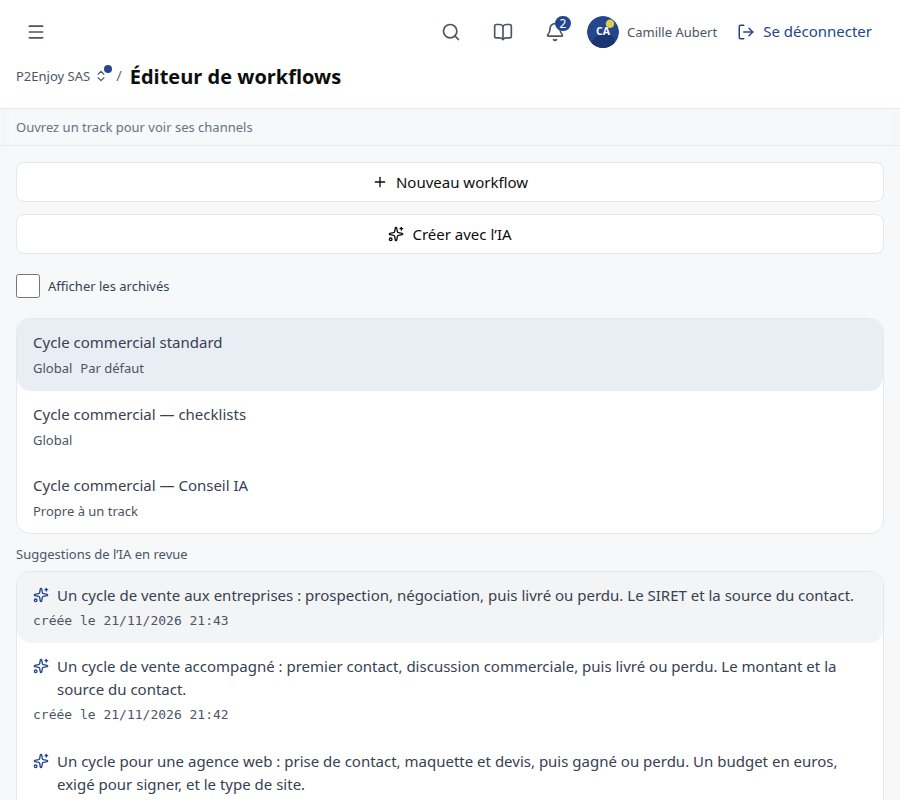 2
CA
Camille Aubert
Se déconnecter
P2Enjoy SAS / Éditeur de workflows
Ouvrez un track pour voir ses channels
Nouveau workflow
Créer avec l'IA
Afficher les archivés
Cycle commercial standard
Global Par défaut
Cycle commercial — checklists
Global
Cycle commercial — Conseil IA
Propre à un track
Suggestions de l'IA en revue
Un cycle de vente aux entreprises : prospection, négociation, puis livré ou perdu. Le SIRET et la source du contact.
créée le 21/11/2026 21:43
Un cycle de vente accompagné : premier contact, discussion commerciale, puis livré ou perdu. Le montant et la
source du contact.
créée le 21/11/2026 21:42
Un cycle pour une agence web : prise de contact, maquette et devis, puis gagné ou perdu. Un budget en euros,
exigé pour signer, et le type de site.